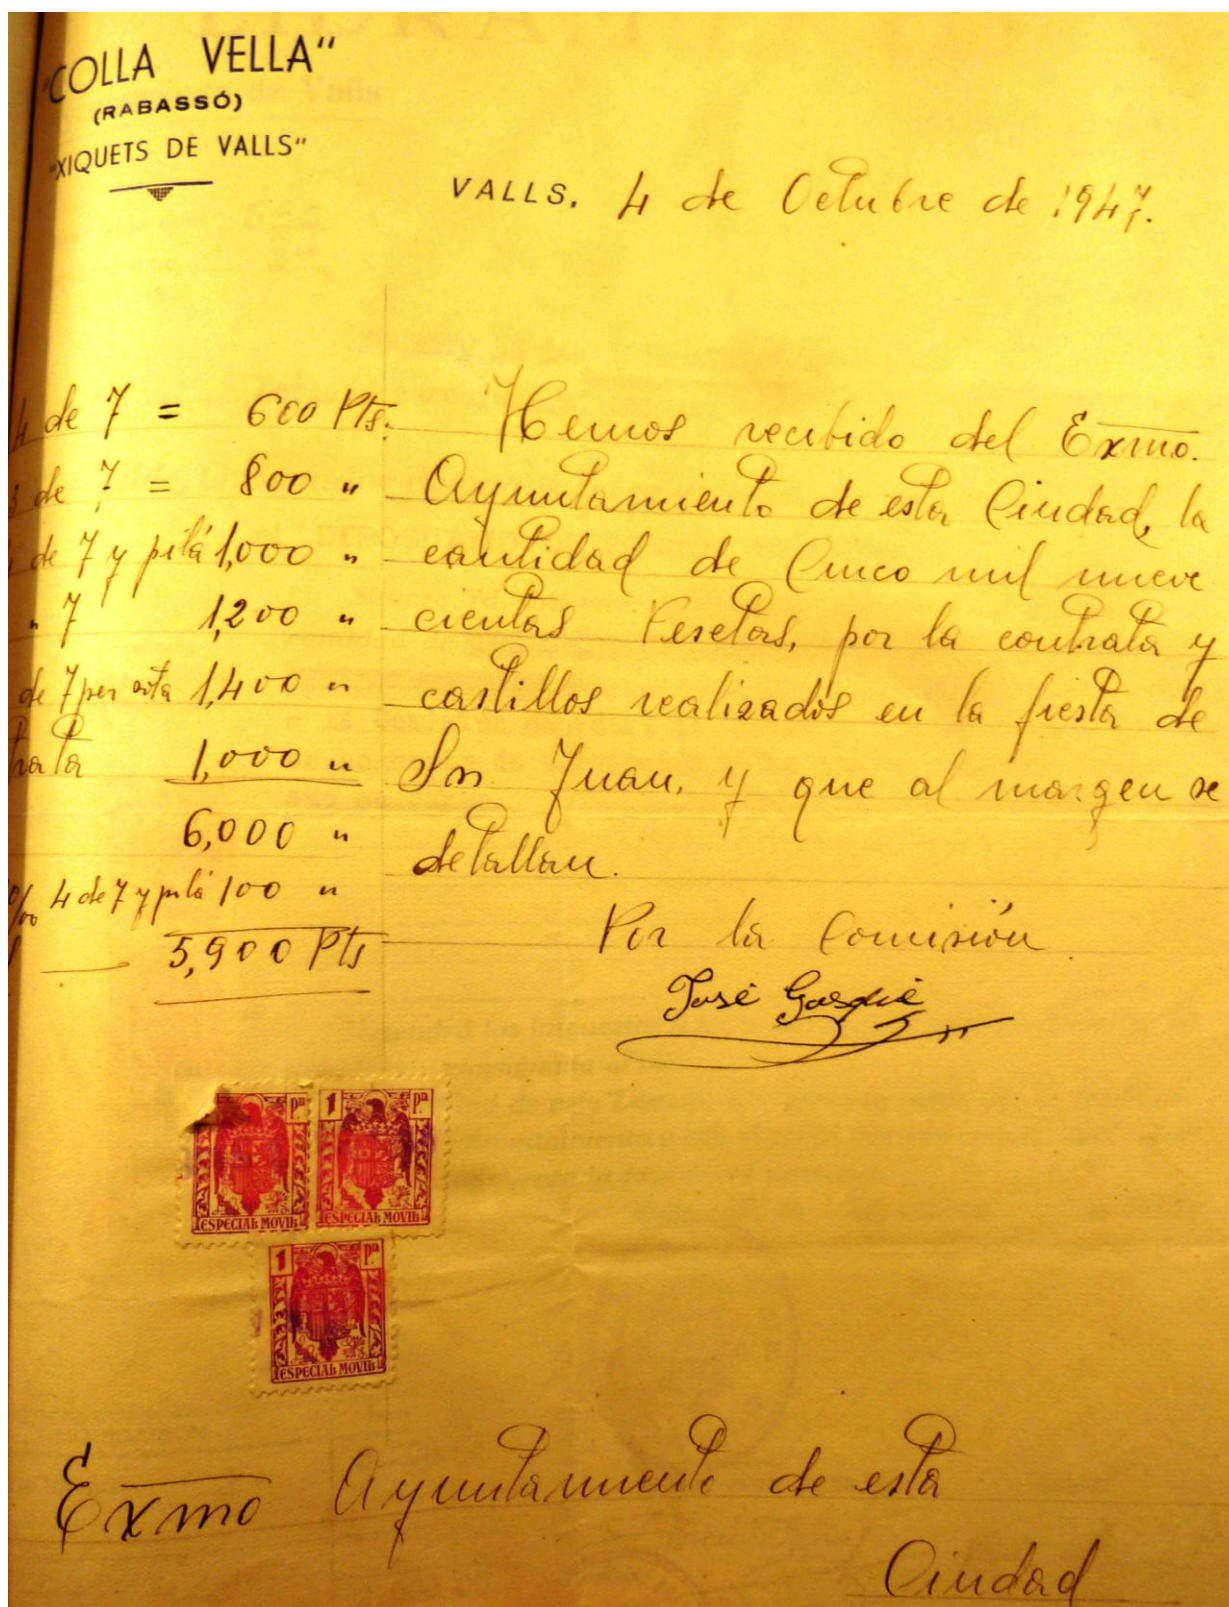 "COLLA VELLA"
(RABASSÓ)
"XIQUETS DE VALLS"
VALLS. 4 de Octubre de 1947.
4 de 7 = 600 Pts.
3 de 7 = 800 "
de 7 y pilá 1,000 "
" 7 1,200 "
de 7 per sota 1,400 "
trata 1,000 "
6,000 "
4 de 7 y pilá 100 "
5,900 Pts
Hemos recibido del Exmo.
Ayuntamiento de esta Ciudad, la
cantidad de Cinco mil nueve
cientas Pesetas, por la contrata y
castillos realizados en la fiesta de
Sn Juan, y que al margen se
detallan.
Por la Comisión
José
1 Pta
ESPECIAL MOVIL
1 Pta
ESPECIAL MOVIL
1 Pta
ESPECIAL MOVIL
Exmo Ayuntamiento de esta
Ciudad